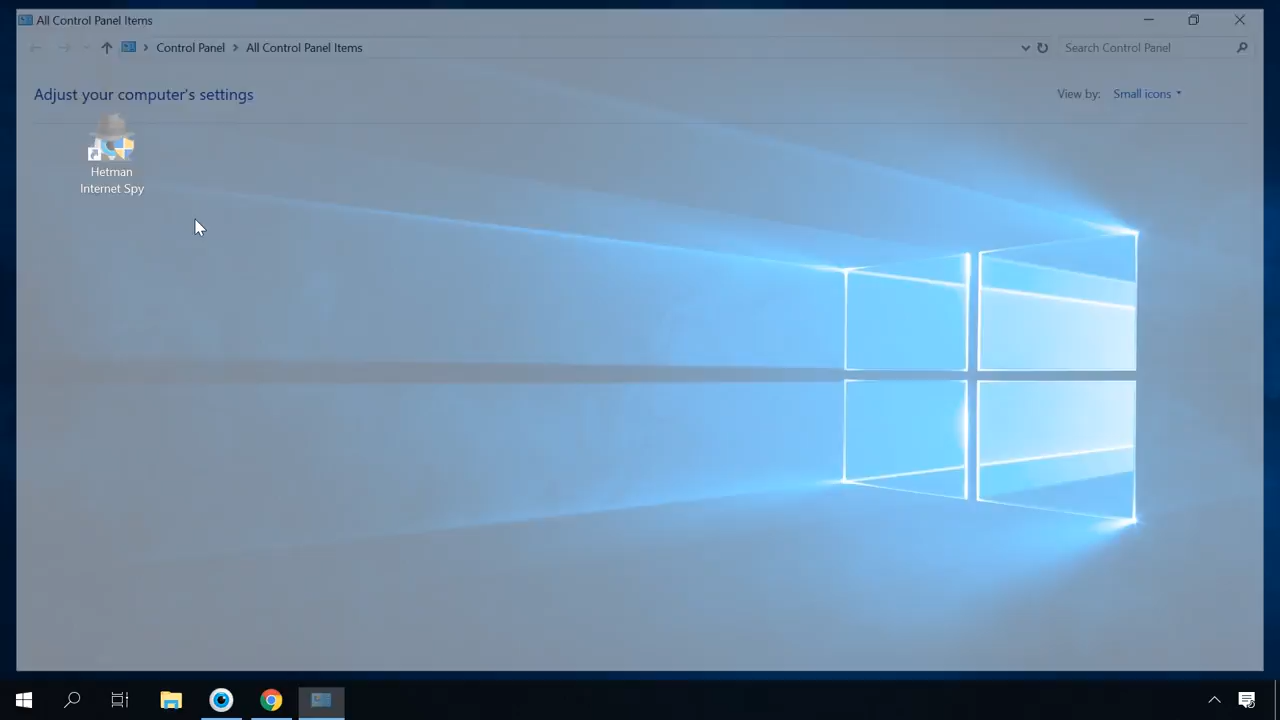 All Control Panel Items
Control Panel
All Control Panel Items
Search Control Panel
Adjust your computer's settings
View by: Small icons
Hetman
Internet Spy